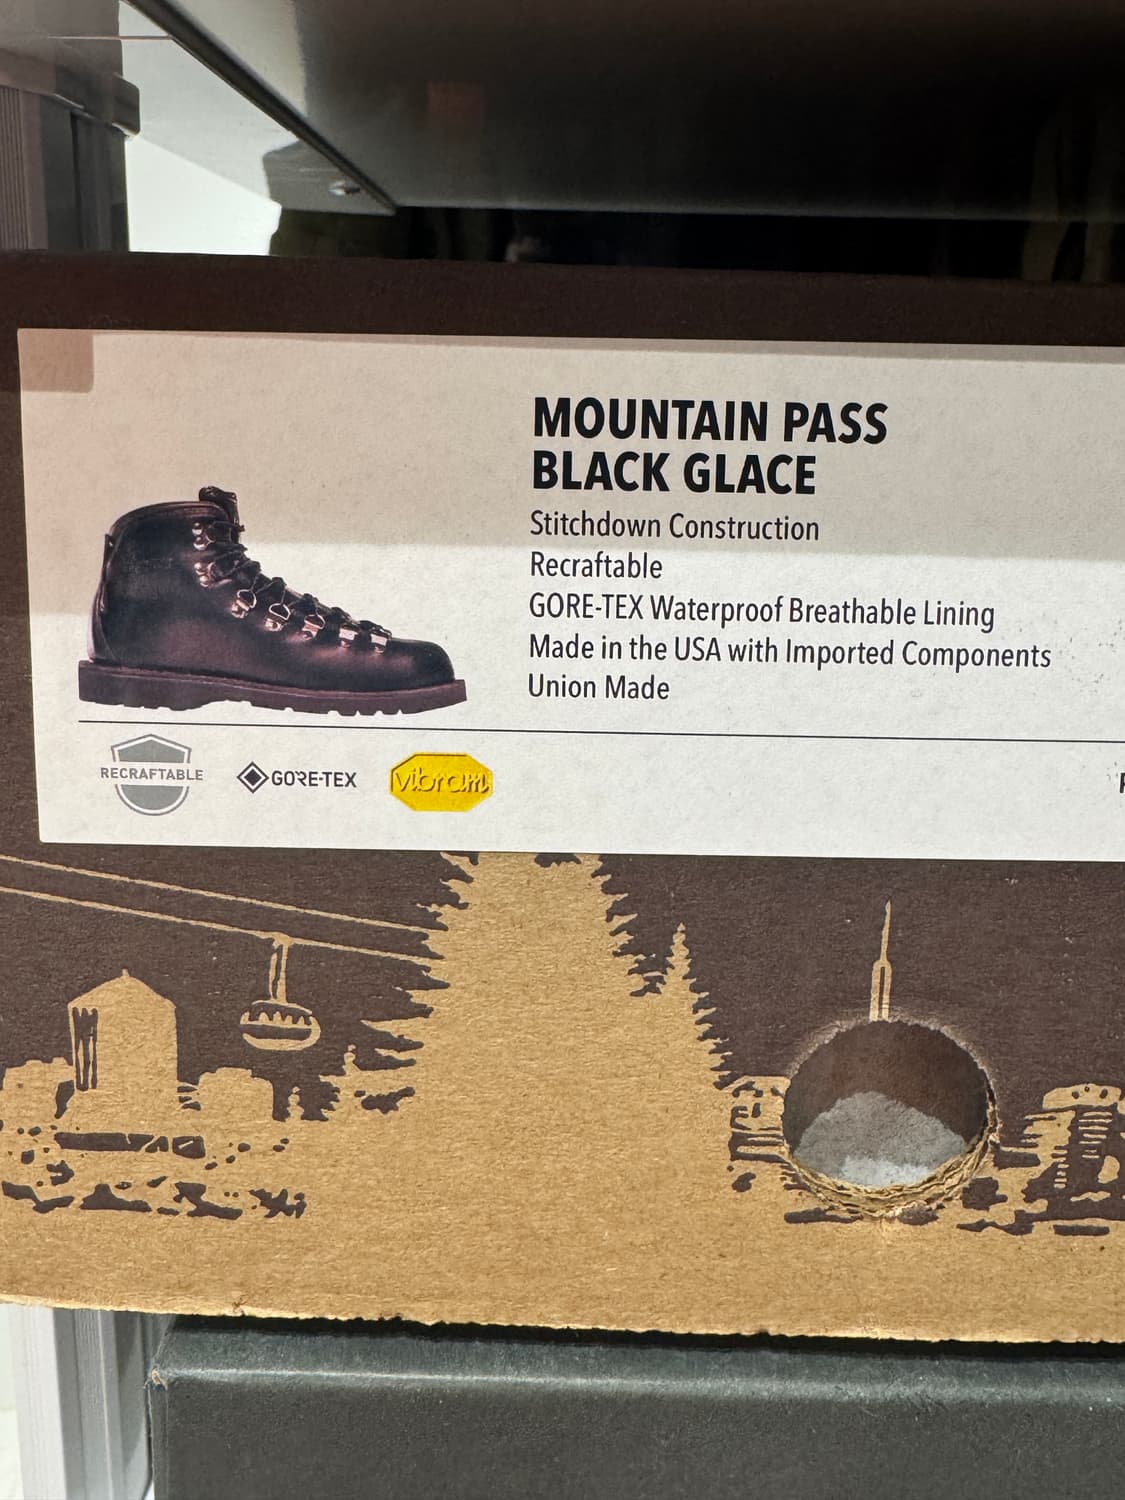 MOUNTAIN PASS
BLACK GLACE
Stitchdown Construction
Recraftable
GORE-TEX Waterproof Breathable Lining
Made in the USA with Imported Components
Union Made
RECRAFTABLE
GORE-TEX
vibram